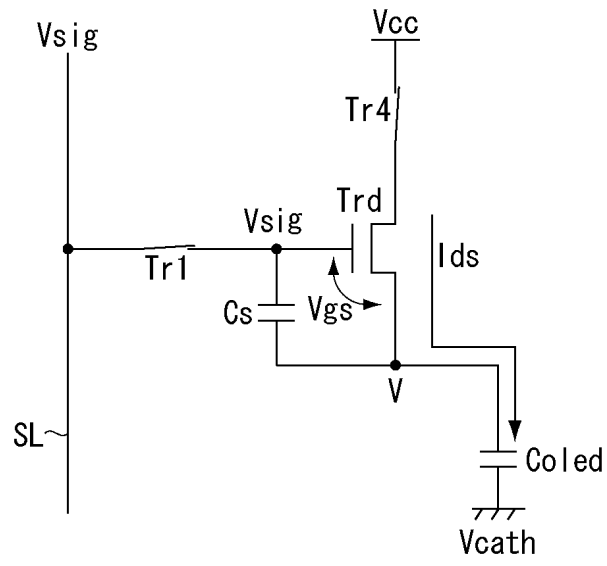 Vsig
Vcc
Tr4
Trd
Vsig
Tr1
Ids
Cs
Vgs
V
SL
Coled
Vcath